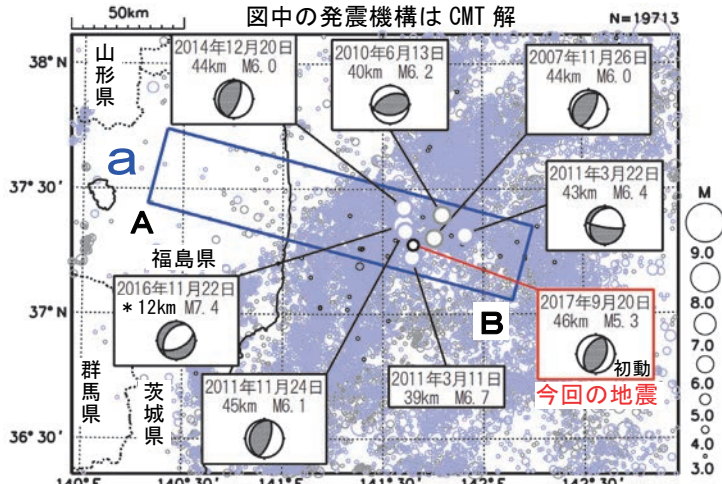 50km
図中の発震機構は CMT 解
N=19713
38° N
山形県
2014年12月20日
44km M6.0
2010年6月13日
40km M6.2
2007年11月26日
44km M6.0
a
37°30′
A
2011年3月22日
43km M6.4
M
福島県
2016年11月22日
*12km M7.4
37° N
B
2017年9月20日
46km M5.3
初動
今回の地震
群馬県
茨城県
2011年11月24日
45km M6.1
2011年3月11日
39km M6.7
36°30′
9.0
8.0
7.0
6.0
5.0
4.0
3.0